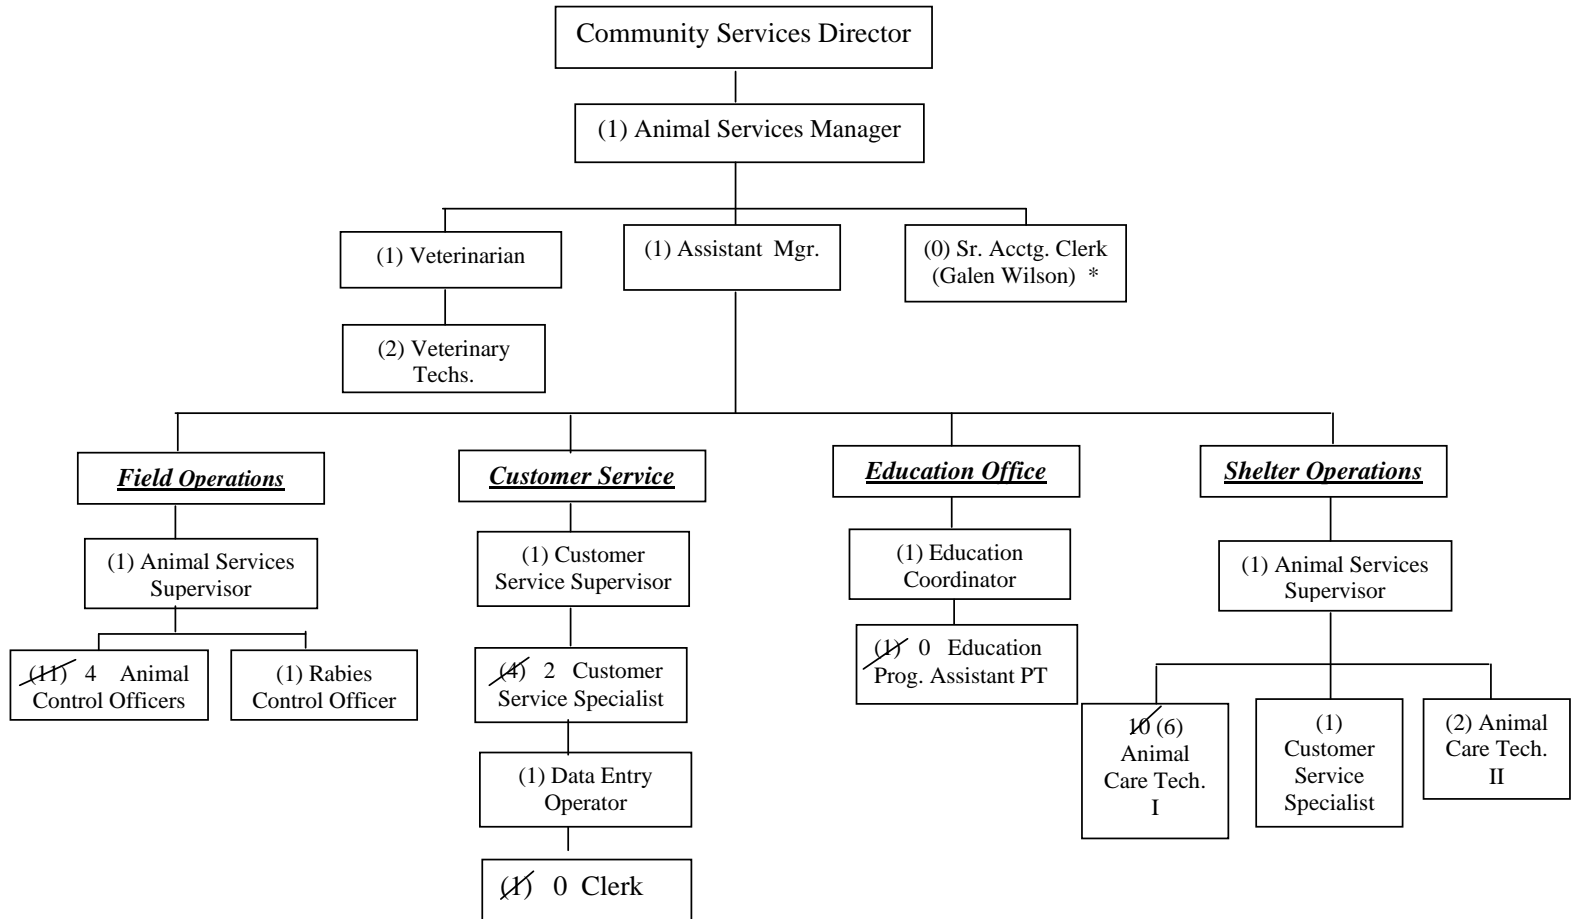 Community Services Director
(1) Animal Services Manager
(1) Veterinarian
(1) Assistant Mgr.
(0) Sr. Acctg. Clerk
(Galen Wilson) *
(2) Veterinary
Techs.
Field Operations
Customer Service
Education Office
Shelter Operations
(1) Animal Services
Supervisor
(11) 4 Animal
Control Officers
(1) Rabies
Control Officer
(1) Customer
Service Supervisor
(4) 2 Customer
Service Specialist
(1) Data Entry
Operator
(1) 0 Clerk
(1) Education
Coordinator
(1) 0 Education
Prog. Assistant PT
(1) Animal Services
Supervisor
10 (6)
Animal
Care Tech.
I
(1)
Customer
Service
Specialist
(2) Animal
Care Tech.
II